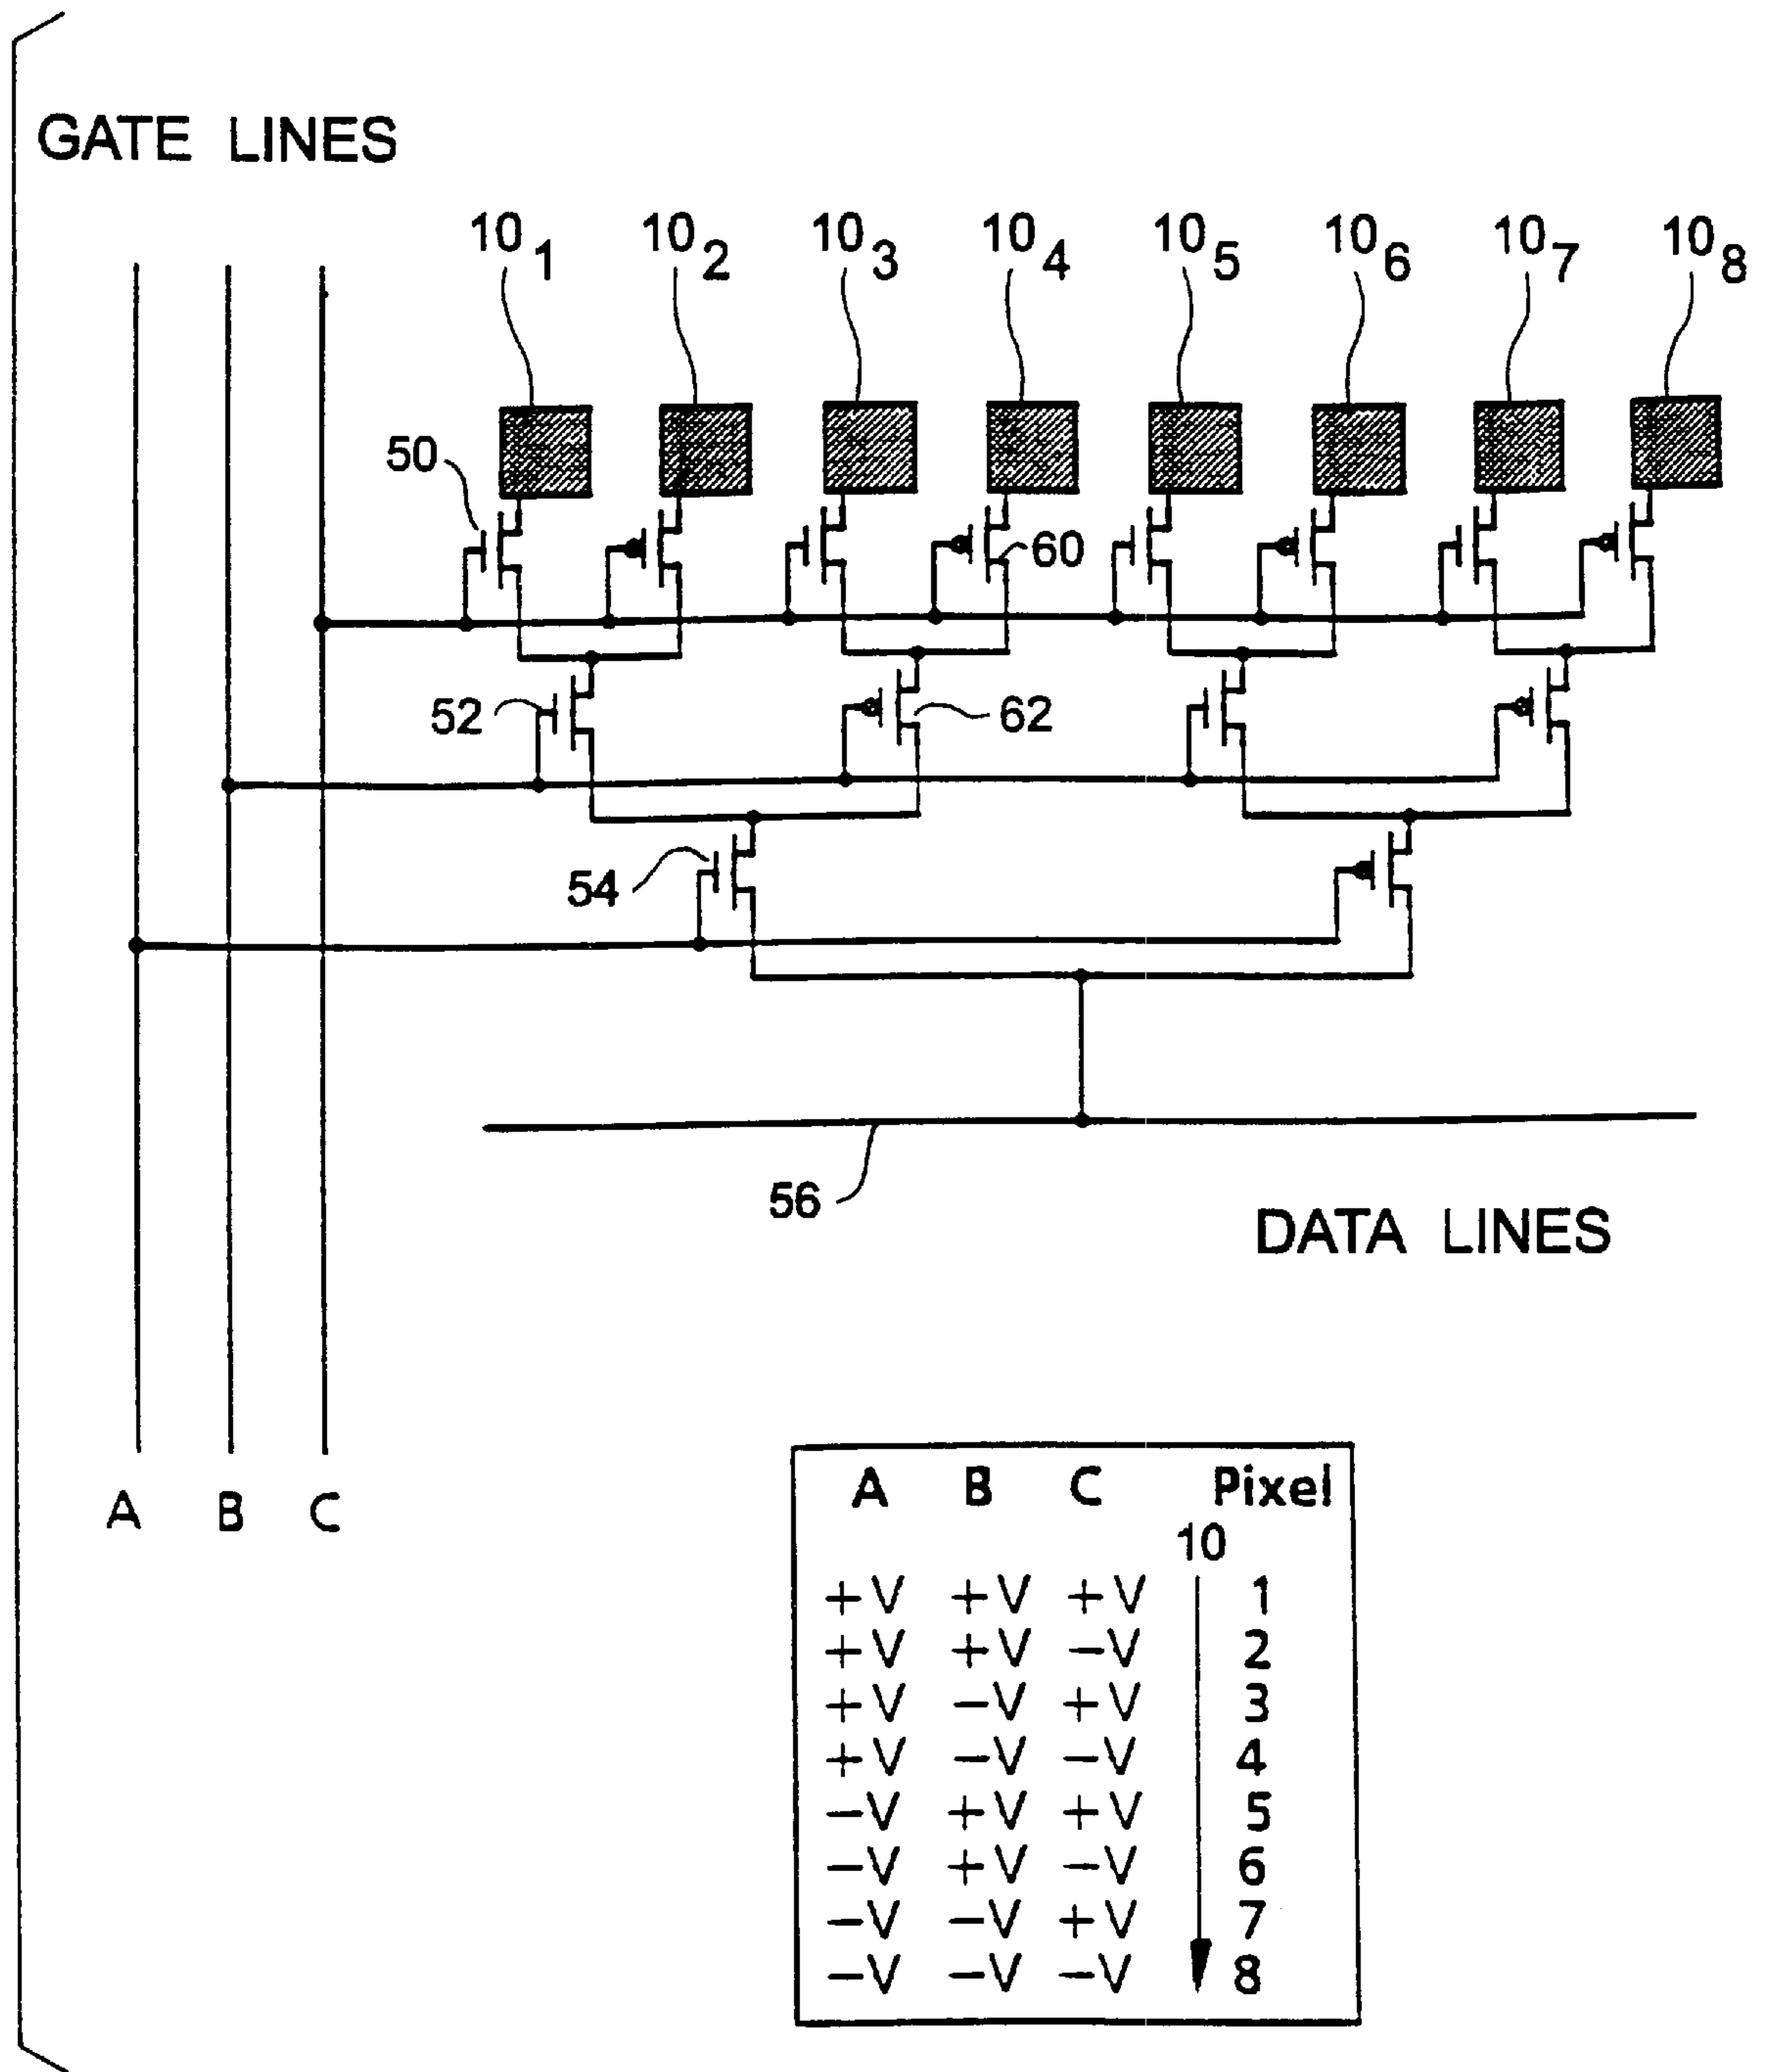 GATE LINES
10 1 10 2 10 3 10 4 10 5 10 6 10 7 10 8
50
60
52
62
54
56
DATA LINES
A B C
A B C Pixel
10
+V +V +V 1
+V +V -V 2
+V -V +V 3
+V -V -V 4
-V +V +V 5
-V +V -V 6
-V -V +V 7
-V -V -V 8